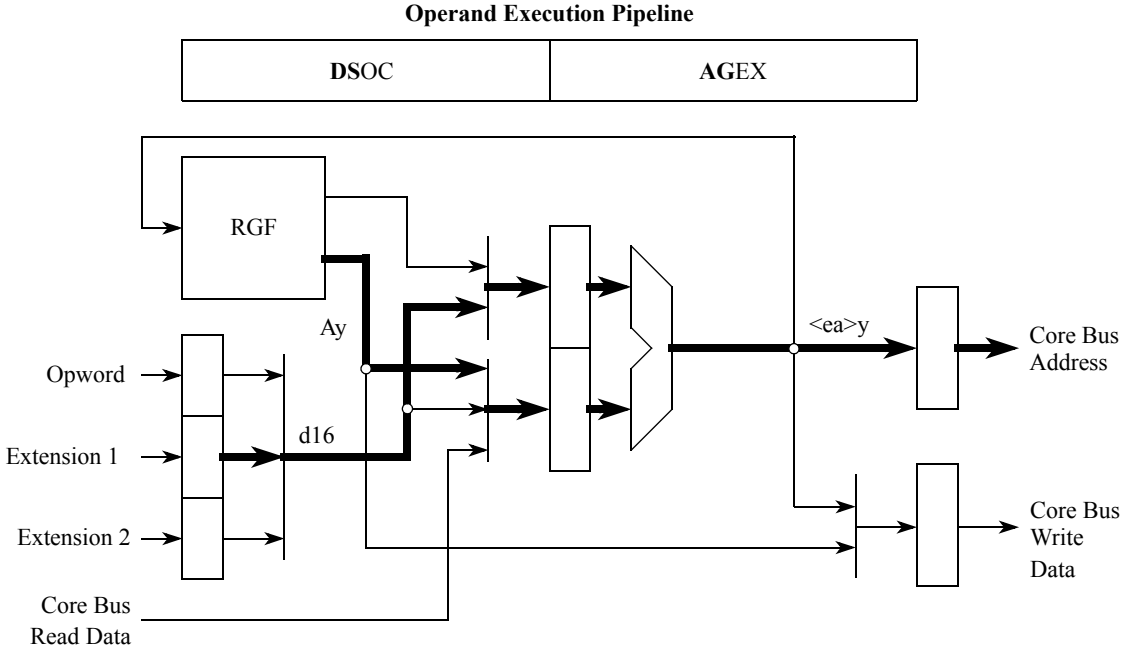 Operand Execution Pipeline
DSOC
AGEX
RGF
Ay
<ea>y
Core Bus
Address
Opword
d16
Extension 1
Extension 2
Core Bus
Write
Data
Core Bus
Read Data